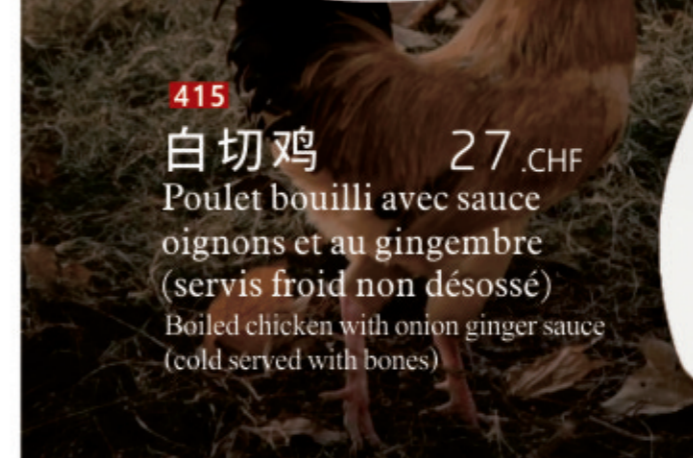 415
白切鸡 27.CHF
Poulet bouilli avec sauce
oignons et au gingembre
(servis froid non désossé)
Boiled chicken with onion ginger sauce
(cold served with bones)